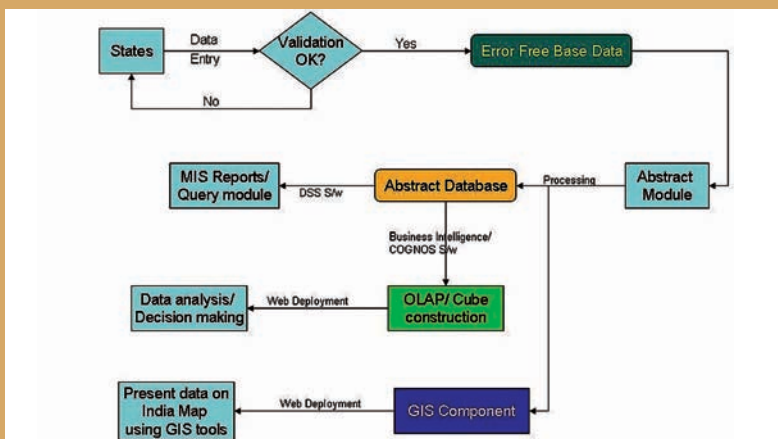 States
Data
Entry
Validation
OK?
Yes
Error Free Base Data
No
MIS Reports/
Query module
DSS S/w
Abstract Database
Processing
Abstract
Module
Business Intelligence/
COGNOS S/w
Data analysis/
Decision making
Web Deployment
OLAP/ Cube
construction
Present data on
India Map
using GIS tools
Web Deployment
GIS Component